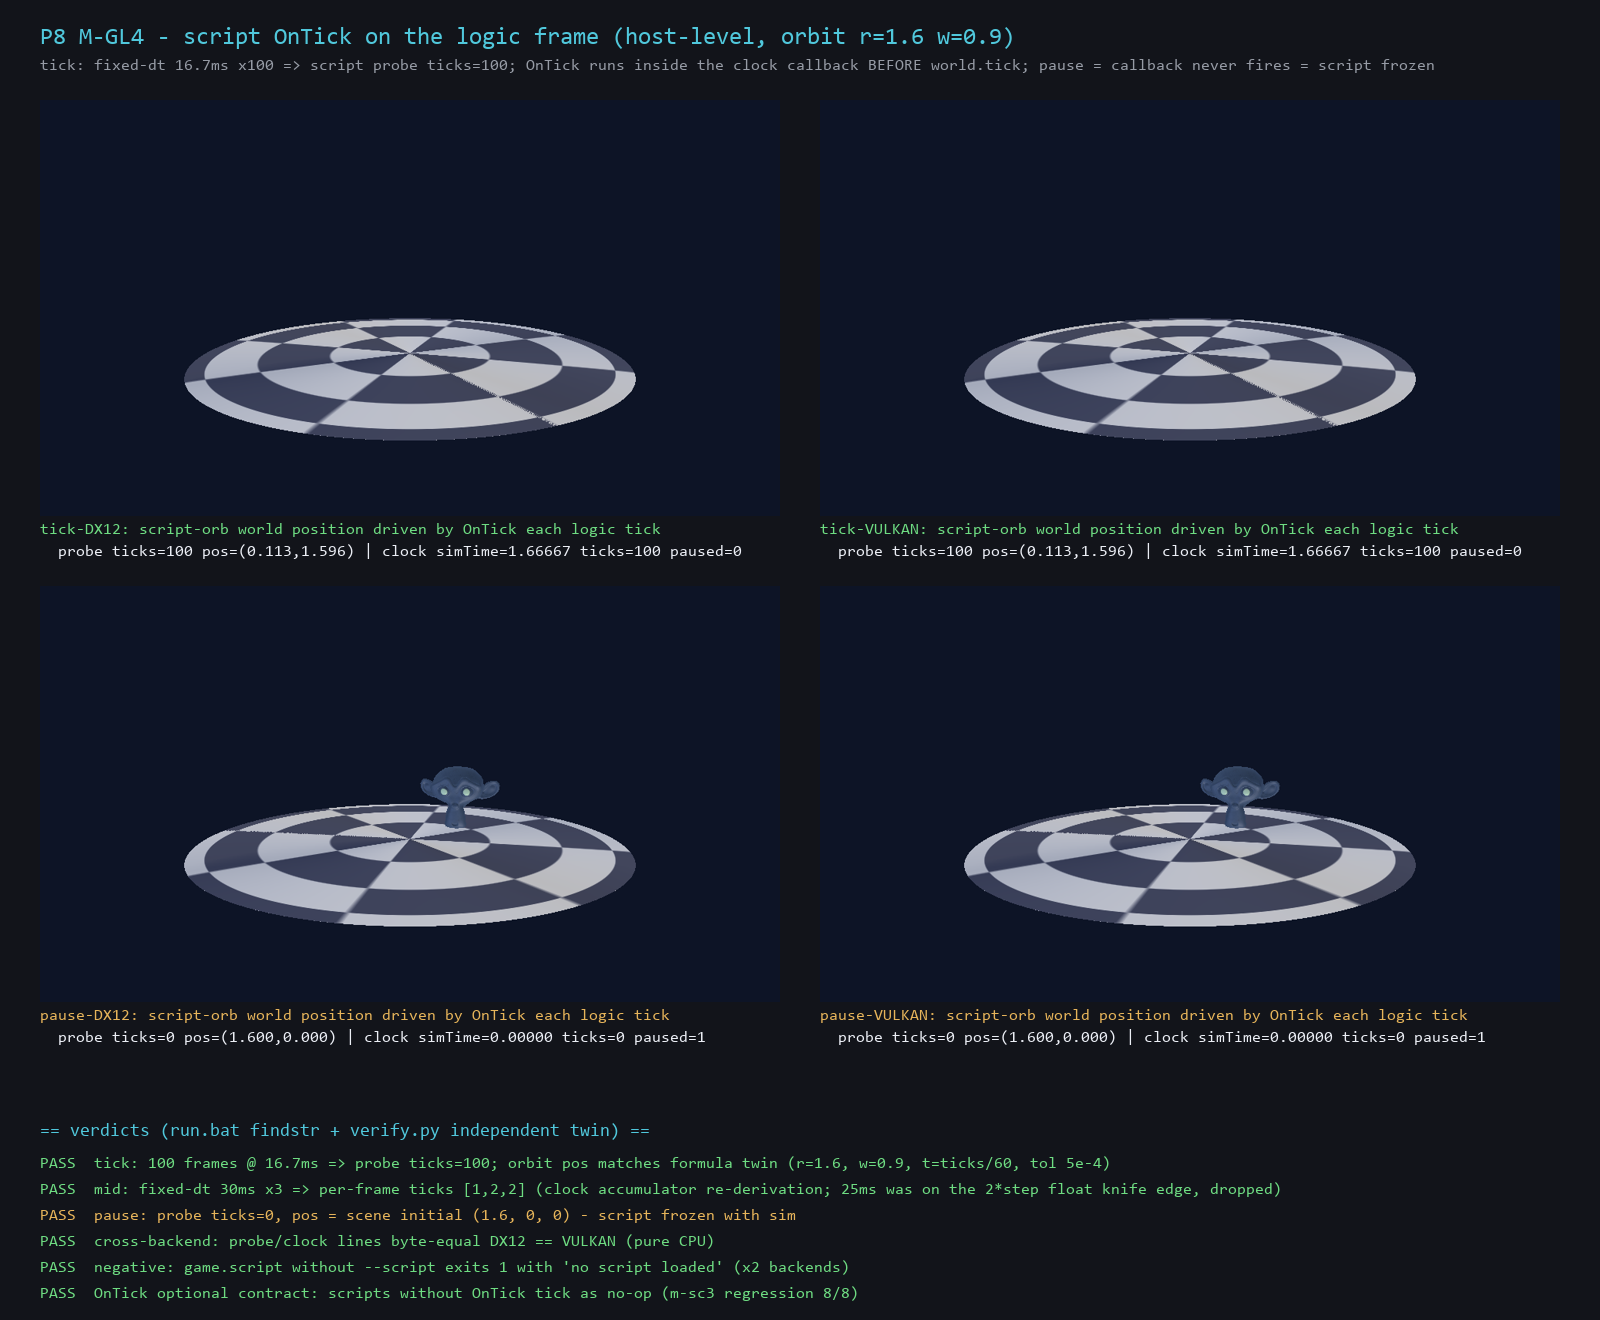 P8 M-GL4 - script OnTick on the logic frame (host-level, orbit r=1.6 w=0.9)
tick: fixed-dt 16.7ms x100 => script probe ticks=100; OnTick runs inside the clock callback BEFORE world.tick; pause = callback never fires = script frozen
tick-DX12: script-orb world position driven by OnTick each logic tick
probe ticks=100 pos=(0.113,1.596) | clock simTime=1.66667 ticks=100 paused=0
tick-VULKAN: script-orb world position driven by OnTick each logic tick
probe ticks=100 pos=(0.113,1.596) | clock simTime=1.66667 ticks=100 paused=0
pause-DX12: script-orb world position driven by OnTick each logic tick
probe ticks=0 pos=(1.600,0.000) | clock simTime=0.00000 ticks=0 paused=1
pause-VULKAN: script-orb world position driven by OnTick each logic tick
probe ticks=0 pos=(1.600,0.000) | clock simTime=0.00000 ticks=0 paused=1
== verdicts (run.bat findstr + verify.py independent twin) ==
PASS  tick: 100 frames @ 16.7ms => probe ticks=100; orbit pos matches formula twin (r=1.6, w=0.9, t=ticks/60, tol 5e-4)
PASS  mid: fixed-dt 30ms x3 => per-frame ticks [1,2,2] (clock accumulator re-derivation; 25ms was on the 2*step float knife edge, dropped)
PASS  pause: probe ticks=0, pos = scene initial (1.6, 0, 0) - script frozen with sim
PASS  cross-backend: probe/clock lines byte-equal DX12 == VULKAN (pure CPU)
PASS  negative: game.script without --script exits 1 with 'no script loaded' (x2 backends)
PASS  OnTick optional contract: scripts without OnTick tick as no-op (m-sc3 regression 8/8)